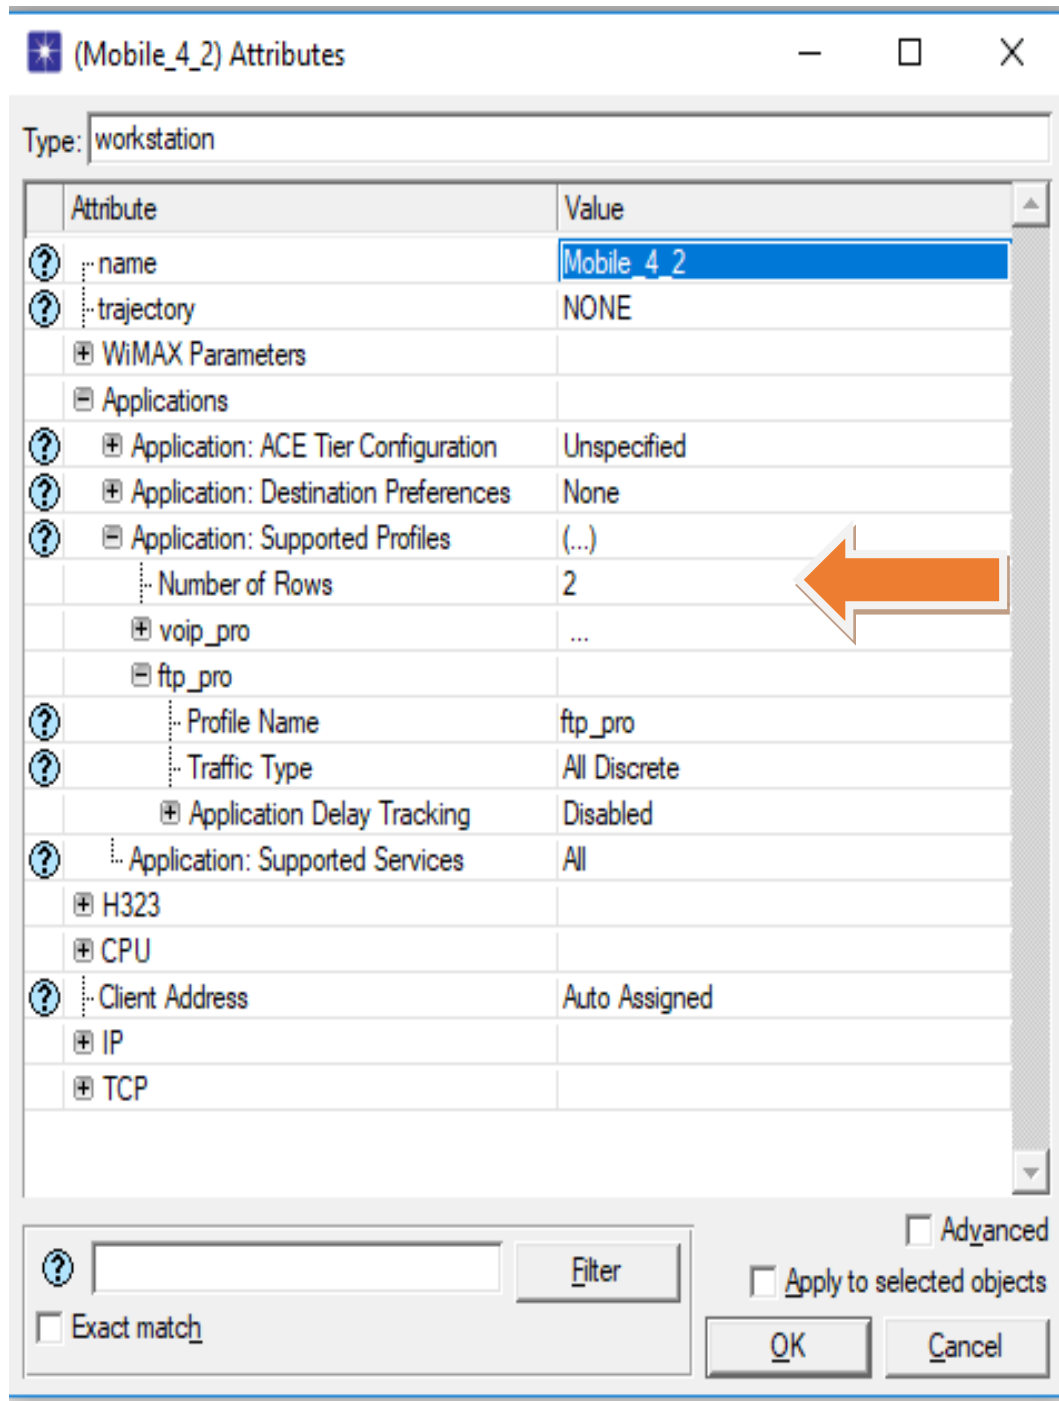 (Mobile_4_2) Attributes
Type: workstation
Attribute Value
name Mobile_4_2
trajectory NONE
WiMAX Parameters
Applications
Application: ACE Tier Configuration Unspecified
Application: Destination Preferences None
Application: Supported Profiles (...)
Number of Rows 2
voip_pro ...
ftp_pro
Profile Name ftp_pro
Traffic Type All Discrete
Application Delay Tracking Disabled
Application: Supported Services All
H323
CPU
Client Address Auto Assigned
IP
TCP
Advanced
Filter
Apply to selected objects
Exact match
OK Cancel